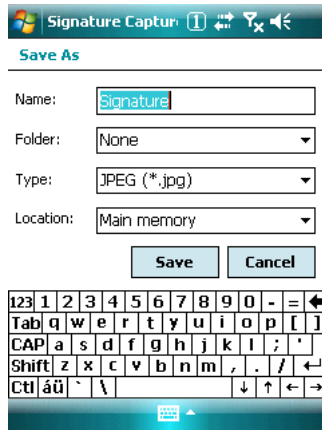 Signature Captur 1
Save As
Name: Signature
Folder: None
Type: JPEG (*.jpg)
Location: Main memory
Save Cancel
123 1 2 3 4 5 6 7 8 9 0 - = 
Tab q w e r t y u i o p [ ]
CAP a s d f g h j k l ; '
Shift z x c v b n m , . / ↵
Ctl áü ` \ ↓ ↑ ← →